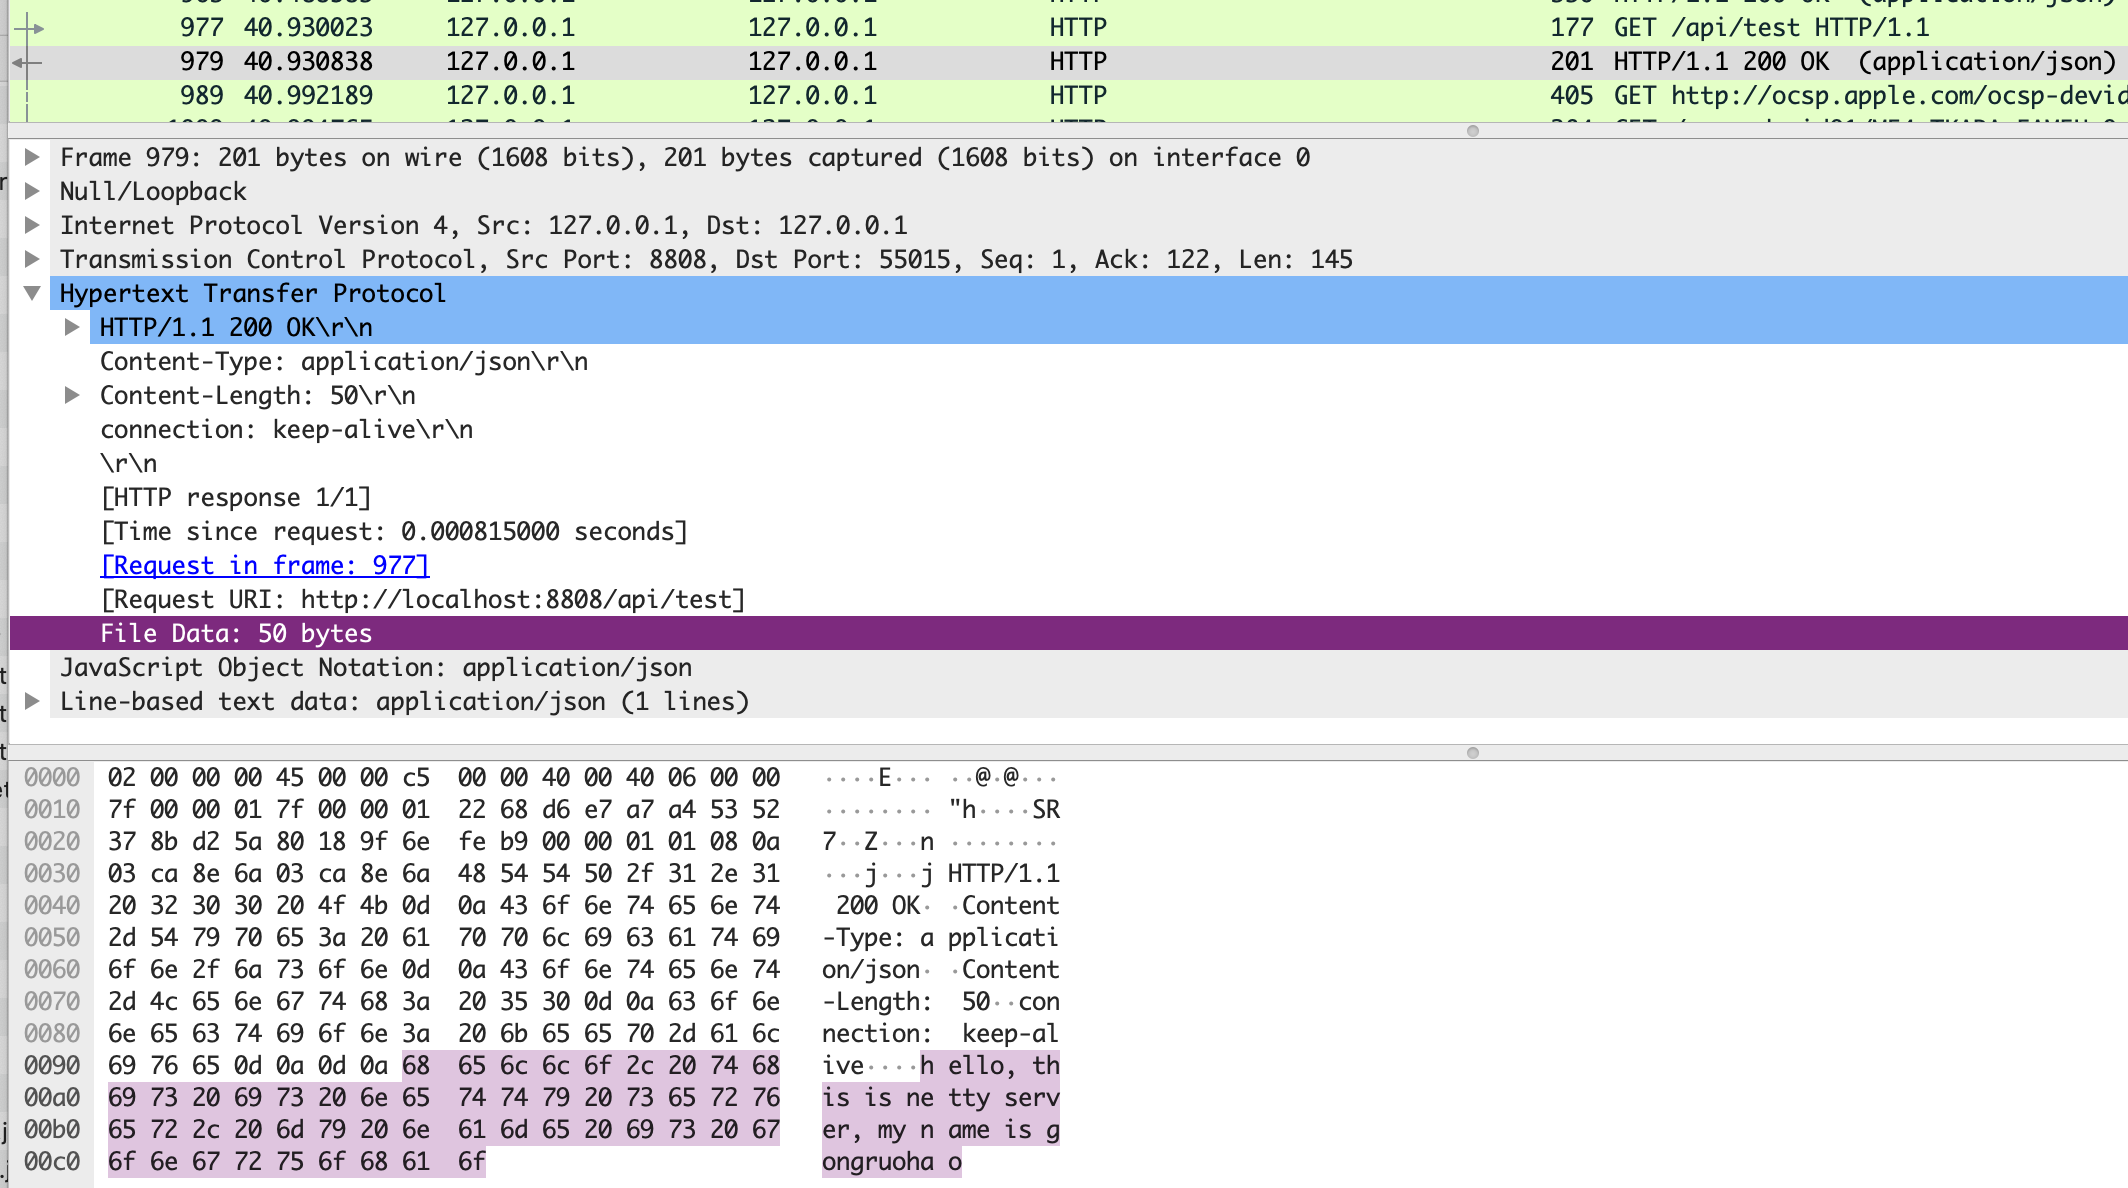 977 40.930023 127.0.0.1 127.0.0.1 HTTP 177 GET /api/test HTTP/1.1
979 40.930838 127.0.0.1 127.0.0.1 HTTP 201 HTTP/1.1 200 OK (application/json)
989 40.992189 127.0.0.1 127.0.0.1 HTTP 405 GET http://ocsp.apple.com/ocsp-devid
Frame 979: 201 bytes on wire (1608 bits), 201 bytes captured (1608 bits) on interface 0
Null/Loopback
Internet Protocol Version 4, Src: 127.0.0.1, Dst: 127.0.0.1
Transmission Control Protocol, Src Port: 8808, Dst Port: 55015, Seq: 1, Ack: 122, Len: 145
Hypertext Transfer Protocol
HTTP/1.1 200 OK\r\n
Content-Type: application/json\r\n
Content-Length: 50\r\n
connection: keep-alive\r\n
\r\n
[HTTP response 1/1]
[Time since request: 0.000815000 seconds]
[Request in frame: 977]
[Request URI: http://localhost:8808/api/test]
File Data: 50 bytes
JavaScript Object Notation: application/json
Line-based text data: application/json (1 lines)
0000 02 00 00 00 45 00 00 c5 00 00 40 00 40 06 00 00 ····E··· ··@·@···
0010 7f 00 00 01 7f 00 00 01 22 68 d6 e7 a7 a4 53 52 ········ "h····SR
0020 37 8b d2 5a 80 18 9f 6e fe b9 00 00 01 01 08 0a 7··Z···n ········
0030 03 ca 8e 6a 03 ca 8e 6a 48 54 54 50 2f 31 2e 31 ···j···j HTTP/1.1
0040 20 32 30 30 20 4f 4b 0d 0a 43 6f 6e 74 65 6e 74 200 OK· ·Content
0050 2d 54 79 70 65 3a 20 61 70 70 6c 69 63 61 74 69 -Type: a pplicati
0060 6f 6e 2f 6a 73 6f 6e 0d 0a 43 6f 6e 74 65 6e 74 on/json· ·Content
0070 2d 4c 65 6e 67 74 68 3a 20 35 30 0d 0a 63 6f 6e -Length: 50··con
0080 6e 65 63 74 69 6f 6e 3a 20 6b 65 65 70 2d 61 6c nection: keep-al
0090 69 76 65 0d 0a 0d 0a 68 65 6c 6c 6f 2c 20 74 68 ive····h ello, th
00a0 69 73 20 69 73 20 6e 65 74 74 79 20 73 65 72 76 is is ne tty serv
00b0 65 72 2c 20 6d 79 20 6e 61 6d 65 20 69 73 20 67 er, my n ame is g
00c0 6f 6e 67 72 75 6f 68 61 6f ongruoha o